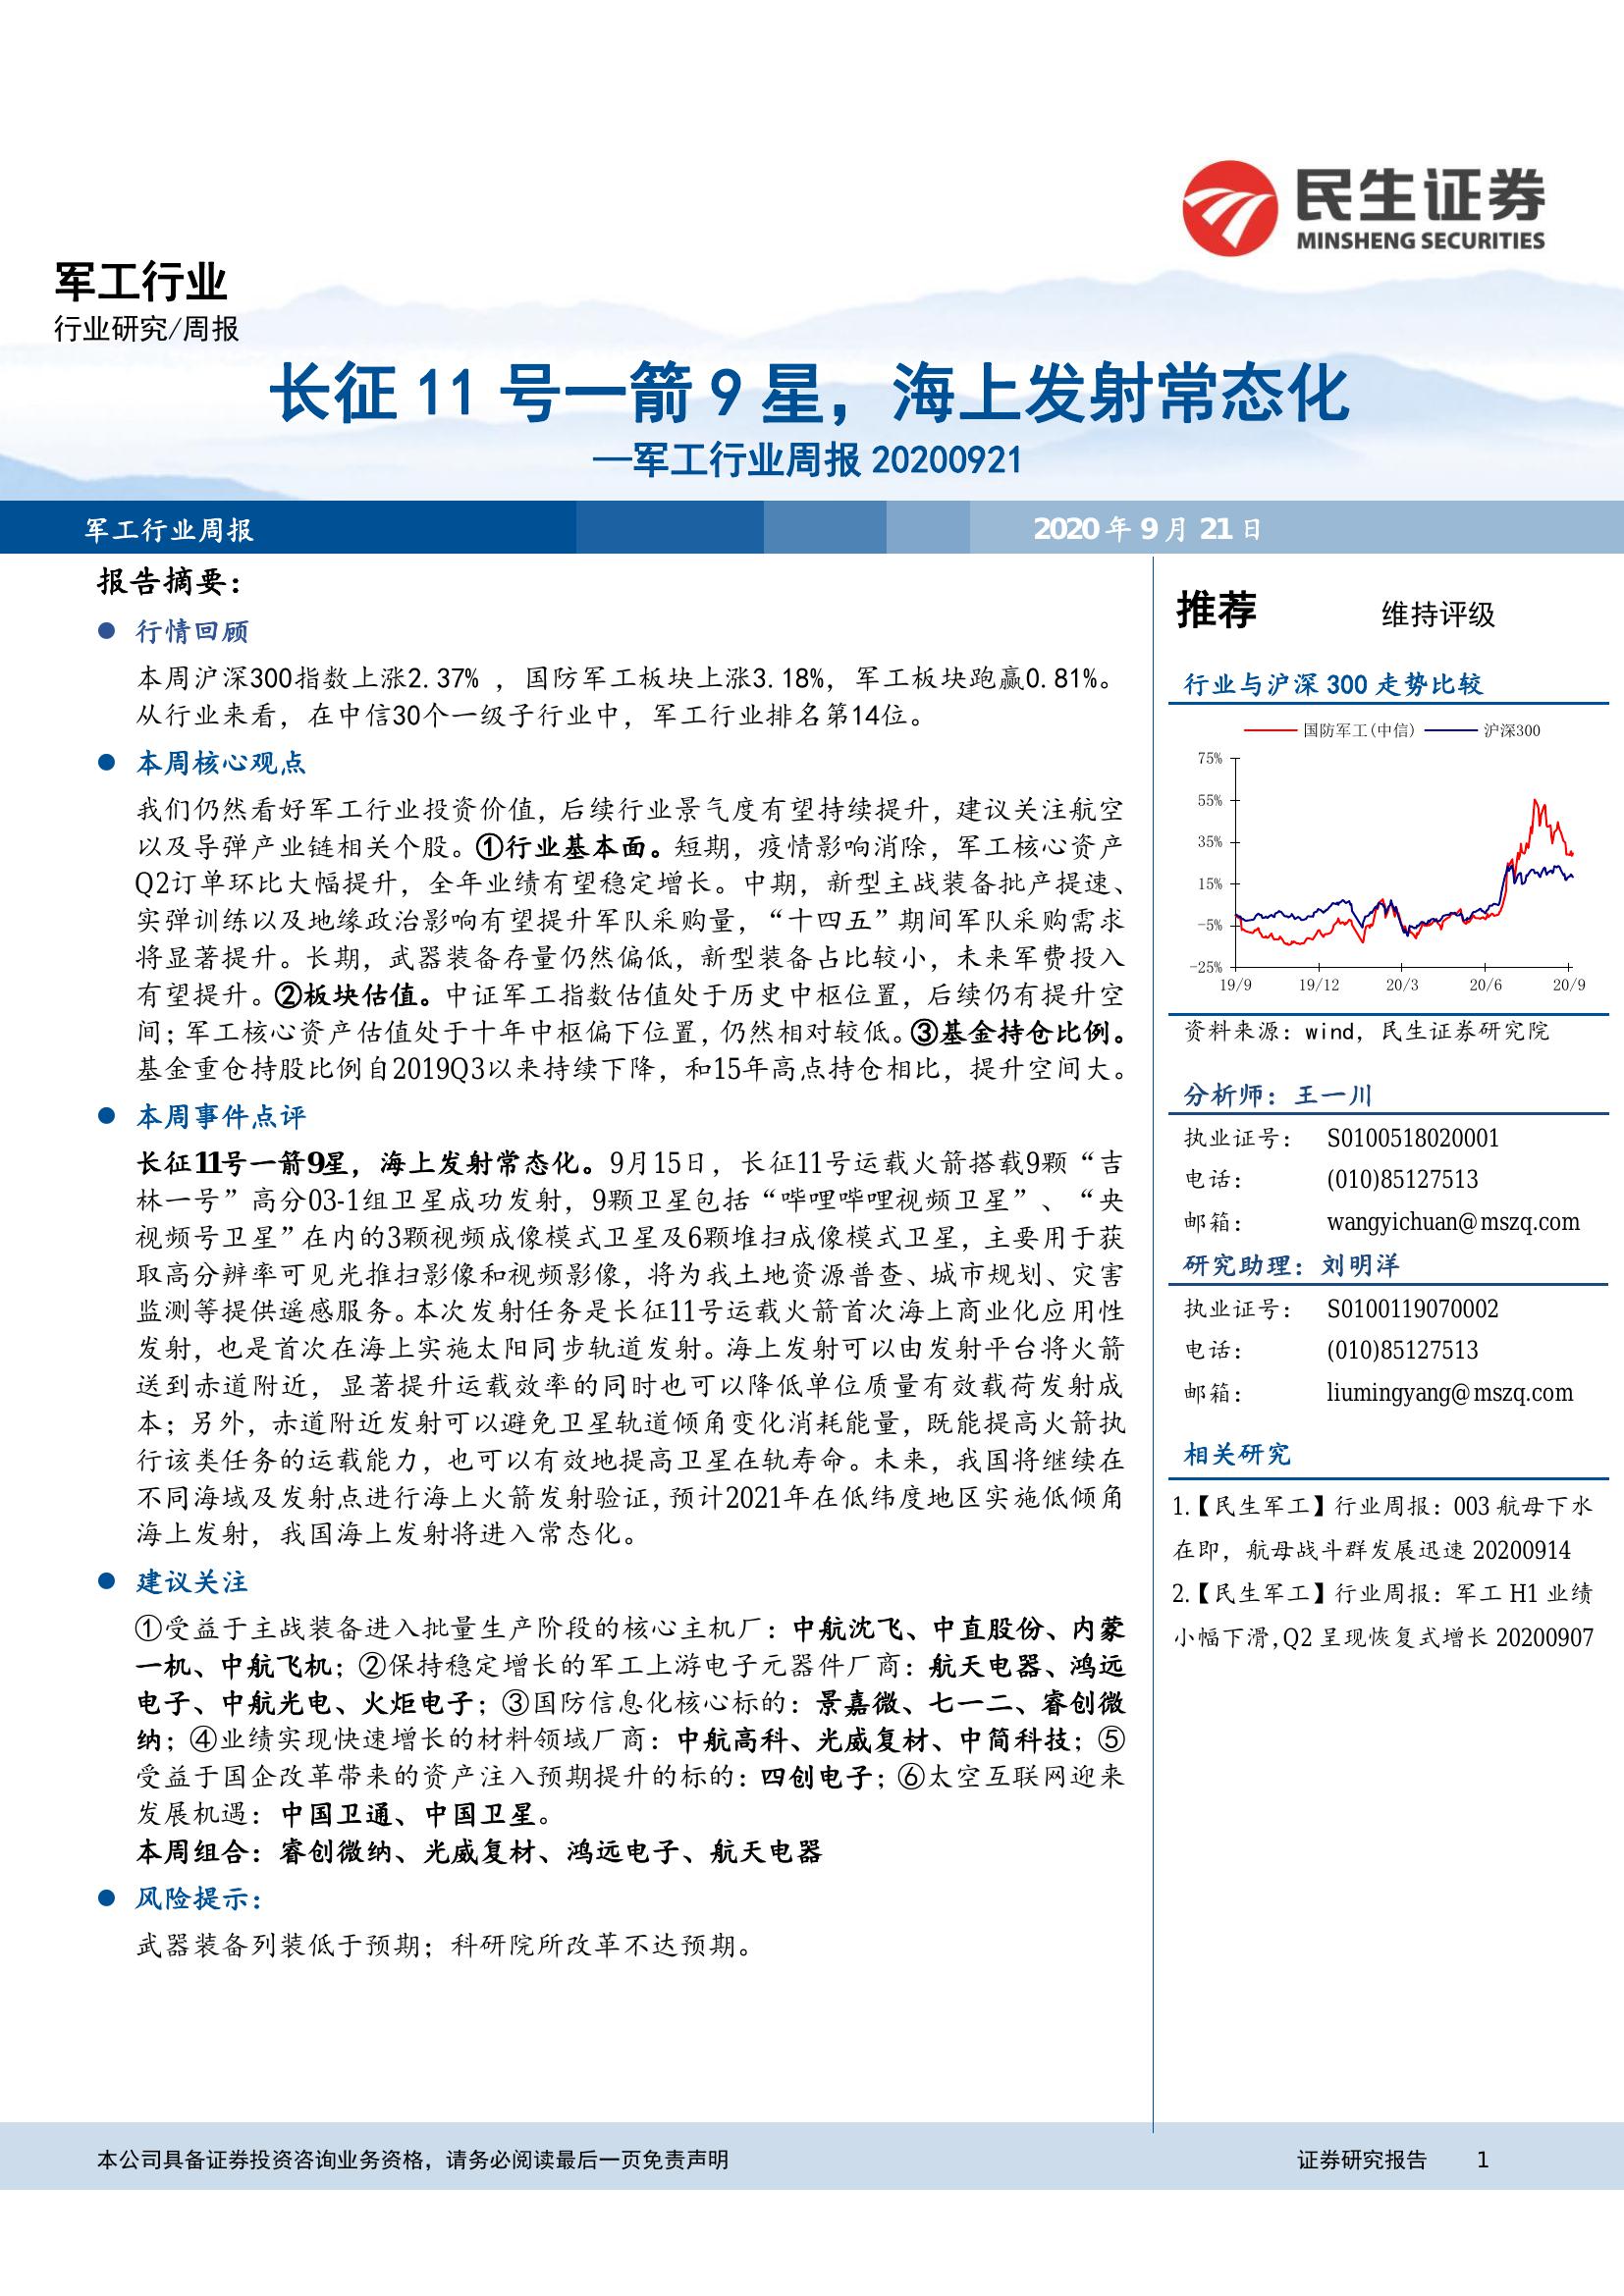 民生证券
MINSHENG SECURITIES
军工行业
行业研究/周报
长征 11 号一箭 9 星，海上发射常态化
—军工行业周报 20200921
军工行业周报
2020 年 9 月 21 日
报告摘要：
● 行情回顾
本周沪深300指数上涨2.37% ，国防军工板块上涨3.18%，军工板块跑赢0.81%。
从行业来看，在中信30个一级子行业中，军工行业排名第14位。
● 本周核心观点
我们仍然看好军工行业投资价值，后续行业景气度有望持续提升，建议关注航空
以及导弹产业链相关个股。①行业基本面。短期，疫情影响消除，军工核心资产
Q2订单环比大幅提升，全年业绩有望稳定增长。中期，新型主战装备批产提速、
实弹训练以及地缘政治影响有望提升军队采购量，“十四五”期间军队采购需求
将显著提升。长期，武器装备存量仍然偏低，新型装备占比较小，未来军费投入
有望提升。②板块估值。中证军工指数估值处于历史中枢位置，后续仍有提升空
间；军工核心资产估值处于十年中枢偏下位置，仍然相对较低。③基金持仓比例。
基金重仓持股比例自2019Q3以来持续下降，和15年高点持仓相比，提升空间大。
● 本周事件点评
长征11号一箭9星，海上发射常态化。9月15日，长征11号运载火箭搭载9颗“吉
林一号”高分03-1组卫星成功发射，9颗卫星包括“哔哩哔哩视频卫星”、“央
视频号卫星”在内的3颗视频成像模式卫星及6颗推扫成像模式卫星，主要用于获
取高分辨率可见光推扫影像和视频影像，将为我土地资源普查、城市规划、灾害
监测等提供遥感服务。本次发射任务是长征11号运载火箭首次海上商业化应用性
发射，也是首次在海上实施太阳同步轨道发射。海上发射可以由发射平台将火箭
送到赤道附近，显著提升运载效率的同时也可以降低单位质量有效载荷发射成
本；另外，赤道附近发射可以避免卫星轨道倾角变化消耗能量，既能提高火箭执
行该类任务的运载能力，也可以有效地提高卫星在轨寿命。未来，我国将继续在
不同海域及发射点进行海上火箭发射验证，预计2021年在低纬度地区实施低倾角
海上发射，我国海上发射将进入常态化。
● 建议关注
①受益于主战装备进入批量生产阶段的核心主机厂：中航沈飞、中直股份、内蒙
一机、中航飞机；②保持稳定增长的军工上游电子元器件厂商：航天电器、鸿远
电子、中航光电、火炬电子；③国防信息化核心标的：景嘉微、七一二、睿创微
纳；④业绩实现快速增长的材料领域厂商：中航高科、光威复材、中简科技；⑤
受益于国企改革带来的资产注入预期提升的标的：四创电子；⑥太空互联网迎来
发展机遇：中国卫通、中国卫星。
本周组合：睿创微纳、光威复材、鸿远电子、航天电器
● 风险提示：
武器装备列装低于预期；科研院所改革不达预期。
推荐 维持评级
行业与沪深 300 走势比较
国防军工(中信) 沪深300
75%
55%
35%
15%
-5%
-25%
19/9 19/12 20/3 20/6 20/9
资料来源：wind，民生证券研究院
分析师：王一川
执业证号： S0100518020001
电话： (010)85127513
邮箱： wangyichuan@mszq.com
研究助理：刘明洋
执业证号： S0100119070002
电话： (010)85127513
邮箱： liumingyang@mszq.com
相关研究
1.【民生军工】行业周报：003 航母下水
在即，航母战斗群发展迅速 20200914
2.【民生军工】行业周报：军工 H1 业绩
小幅下滑，Q2 呈现恢复式增长 20200907
本公司具备证券投资咨询业务资格，请务必阅读最后一页免责声明
证券研究报告 1